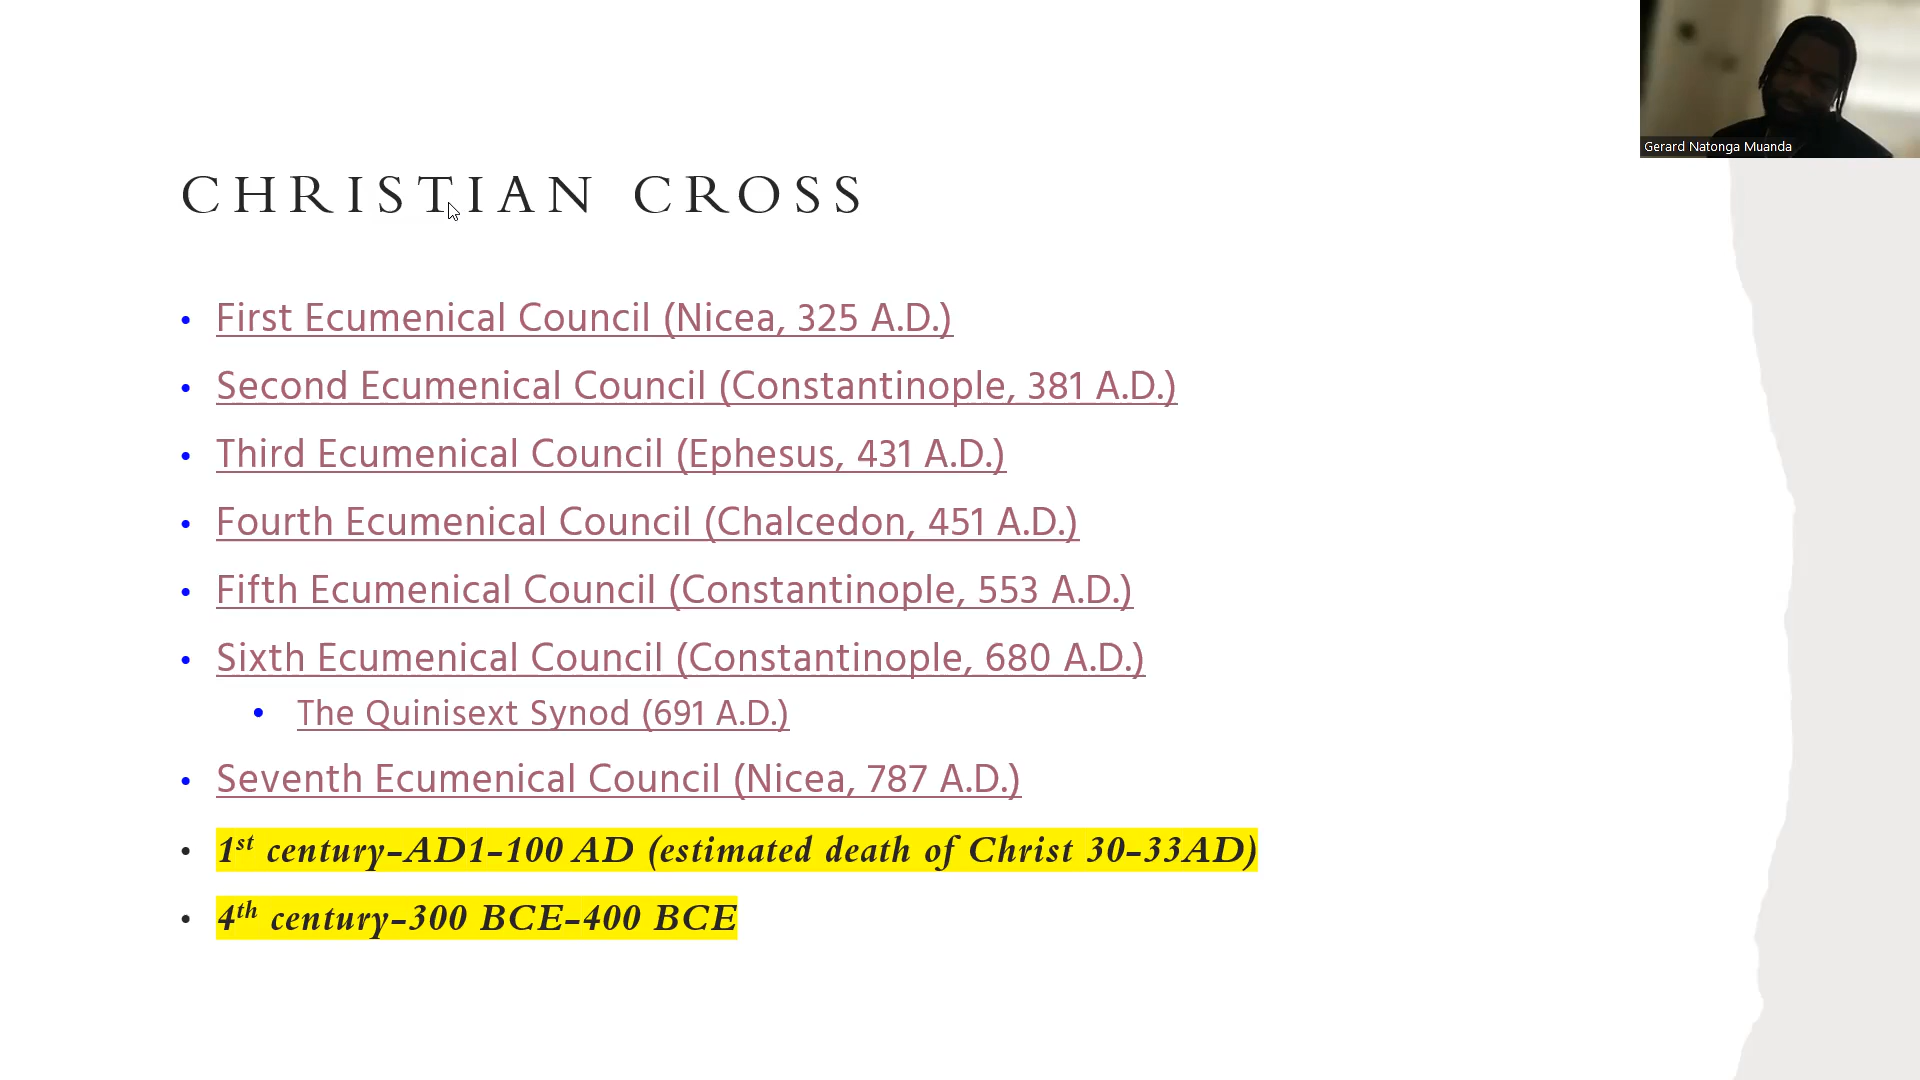 Gerard Natonga Muanda
CHRISTIAN CROSS
• First Ecumenical Council (Nicea, 325 A.D.)
• Second Ecumenical Council (Constantinople, 381 A.D.)
• Third Ecumenical Council (Ephesus, 431 A.D.)
• Fourth Ecumenical Council (Chalcedon, 451 A.D.)
• Fifth Ecumenical Council (Constantinople, 553 A.D.)
• Sixth Ecumenical Council (Constantinople, 680 A.D.)
• The Quinisext Synod (691 A.D.)
• Seventh Ecumenical Council (Nicea, 787 A.D.)
• 1st century–AD1–100 AD (estimated death of Christ 30–33AD)
• 4th century–300 BCE–400 BCE